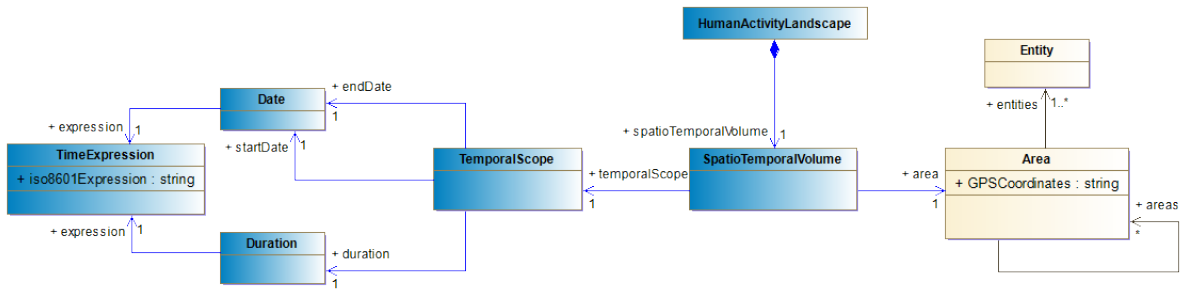 HumanActivityLandscape
Entity
+ entities
1..*
Date
+ endDate
1
+ expression
1
+ startDate
1
+ spatioTemporalVolume
1
TimeExpression
+ iso8601Expression : string
TemporalScope
+ temporalScope
1
SpatioTemporalVolume
+ area
1
Area
+ GPSCoordinates : string
+ areas
*
+ expression
1
Duration
+ duration
1